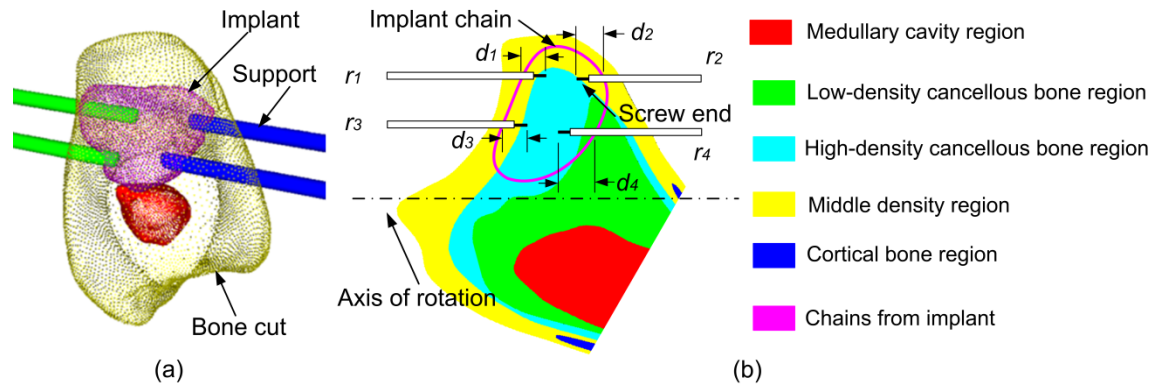 Implant
Support
Bone cut
(a)
Implant chain
d1
d2
r1
r2
Screw end
r3
d3
r4
d4
Axis of rotation
(b)
Medullary cavity region
Low-density cancellous bone region
High-density cancellous bone region
Middle density region
Cortical bone region
Chains from implant